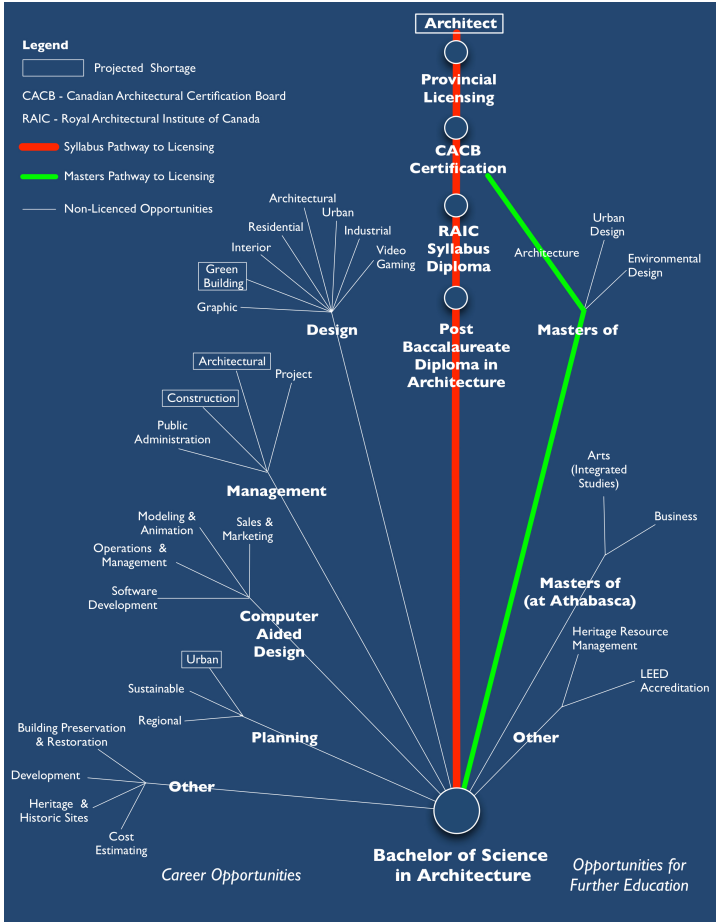 Architect
Legend
Projected Shortage
CACB - Canadian Architectural Certification Board
RAIC - Royal Architectural Institute of Canada
Syllabus Pathway to Licensing
Masters Pathway to Licensing
Non-Licenced Opportunities
Provincial
Licensing
CACB
Certification
RAIC
Syllabus
Diploma
Post
Baccalaureate
Diploma in
Architecture
Architectural
Urban
Residential
Industrial
Interior
Video
Gaming
Green
Building
Graphic
Design
Urban
Design
Architecture
Environmental
Design
Masters of
Architectural
Project
Construction
Public
Administration
Management
Arts
(Integrated
Studies)
Business
Masters of
(at Athabasca)
Modeling &
Animation
Sales &
Marketing
Operations &
Management
Software
Development
Computer
Aided
Design
Heritage Resource
Management
LEED
Accreditation
Other
Urban
Sustainable
Regional
Planning
Building Preservation
& Restoration
Development
Heritage &
Historic Sites
Cost
Estimating
Other
Bachelor of Science
in Architecture
Career Opportunities
Opportunities for
Further Education